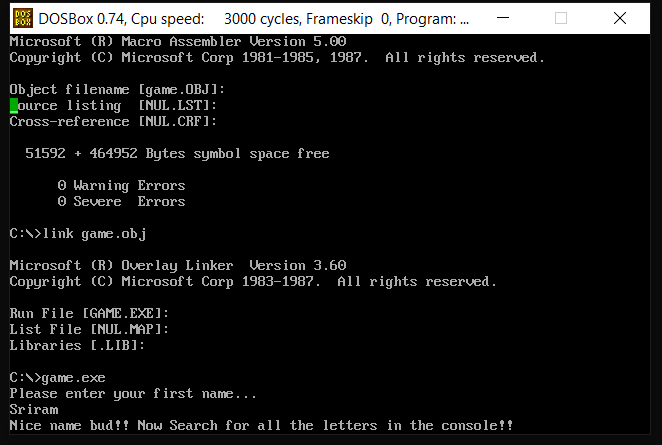 DOS BOX
DOSBox 0.74, Cpu speed: 3000 cycles, Frameskip 0, Program: ...
Microsoft (R) Macro Assembler Version 5.00
Copyright (C) Microsoft Corp 1981-1985, 1987. All rights reserved.
Object filename [game.OBJ]:
ource listing [NUL.LST]:
Cross-reference [NUL.CRF]:
51592 + 464952 Bytes symbol space free
0 Warning Errors
0 Severe Errors
C:\>link game.obj
Microsoft (R) Overlay Linker Version 3.60
Copyright (C) Microsoft Corp 1983-1987. All rights reserved.
Run File [GAME.EXE]:
List File [NUL.MAP]:
Libraries [.LIB]:
C:\>game.exe
Please enter your first name...
Sriram
Nice name bud!! Now Search for all the letters in the console!!